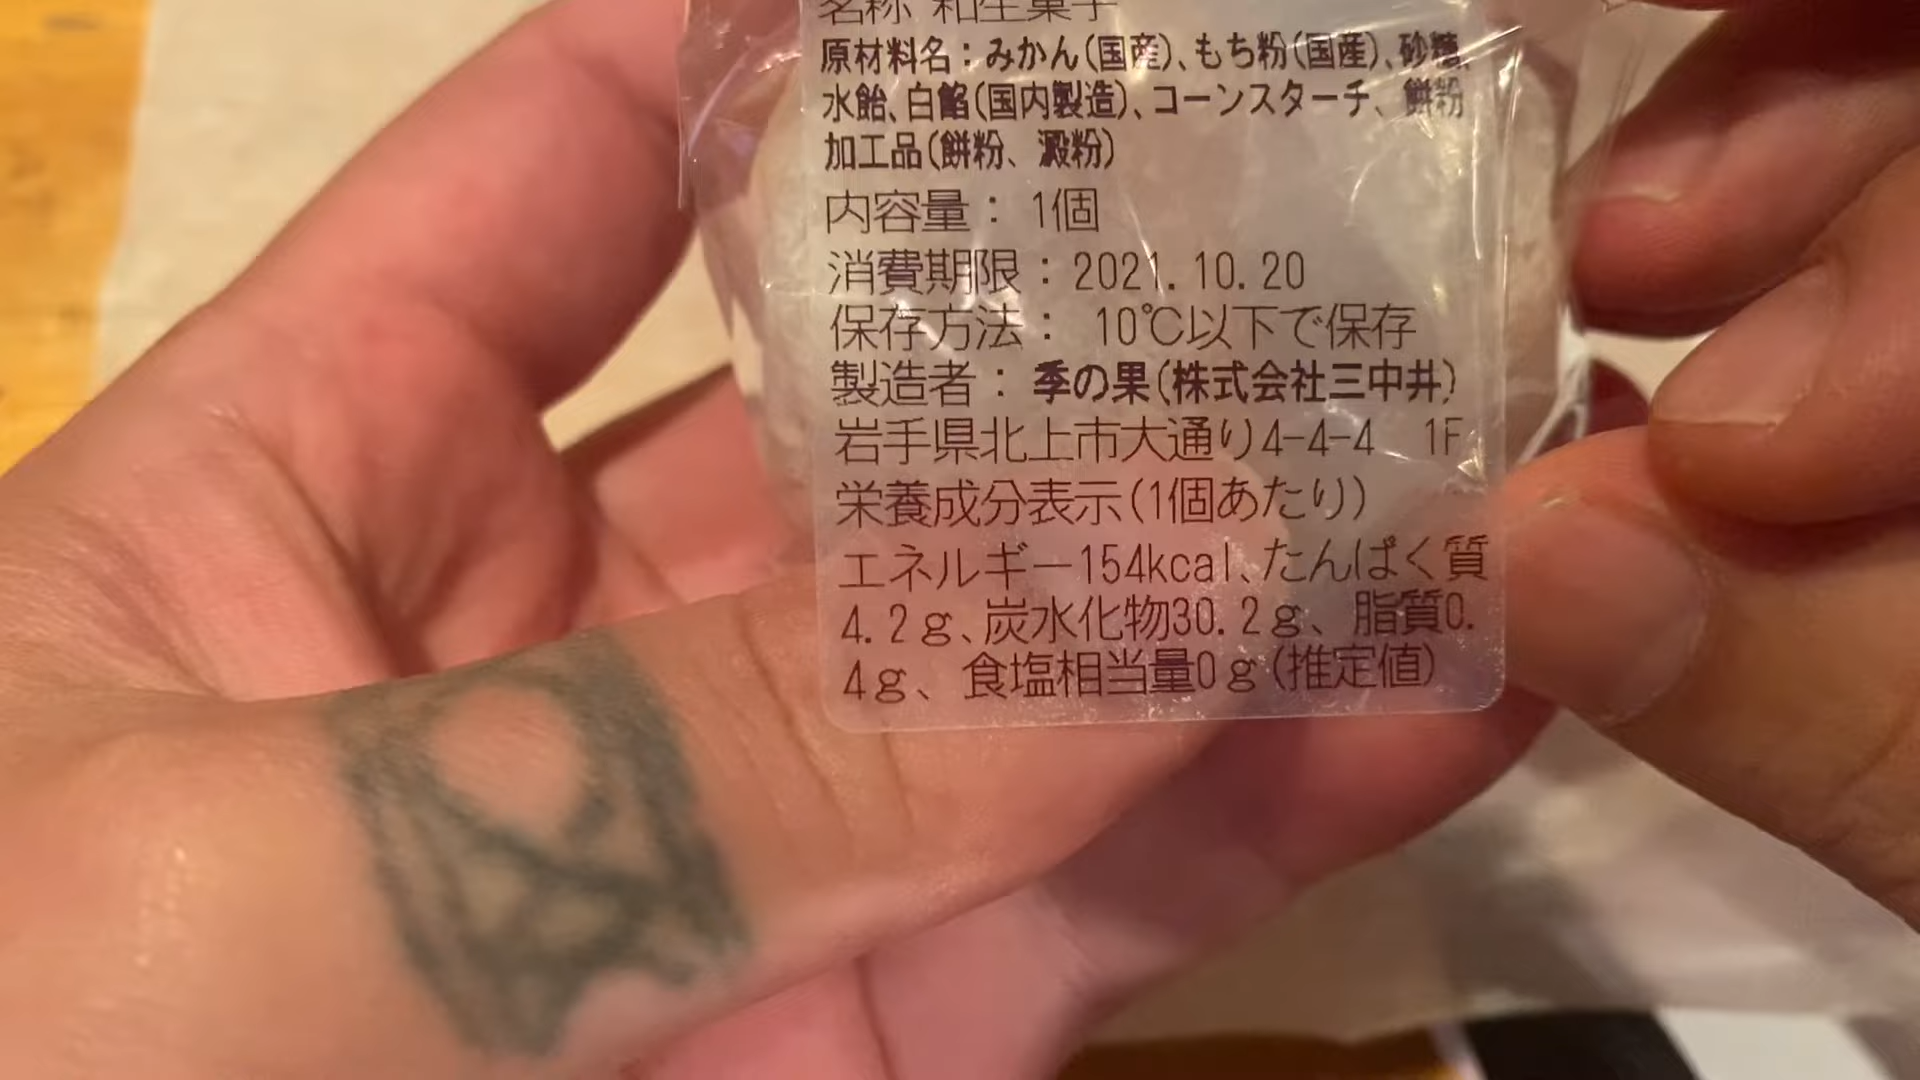 名称 和生菓子
原材料名：みかん(国産)、もち粉(国産)、砂糖、
水飴、白餡(国内製造)、コーンスターチ、餅粉
加工品(餅粉、澱粉)
内容量： 1個
消費期限：2021.10.20
保存方法： 10℃以下で保存
製造者：季の果(株式会社三中井)
岩手県北上市大通り4-4-4 1F
栄養成分表示(1個あたり)
エネルギー154kcal、たんぱく質
4.2g、炭水化物30.2g、脂質0.
4g、食塩相当量0g(推定値)